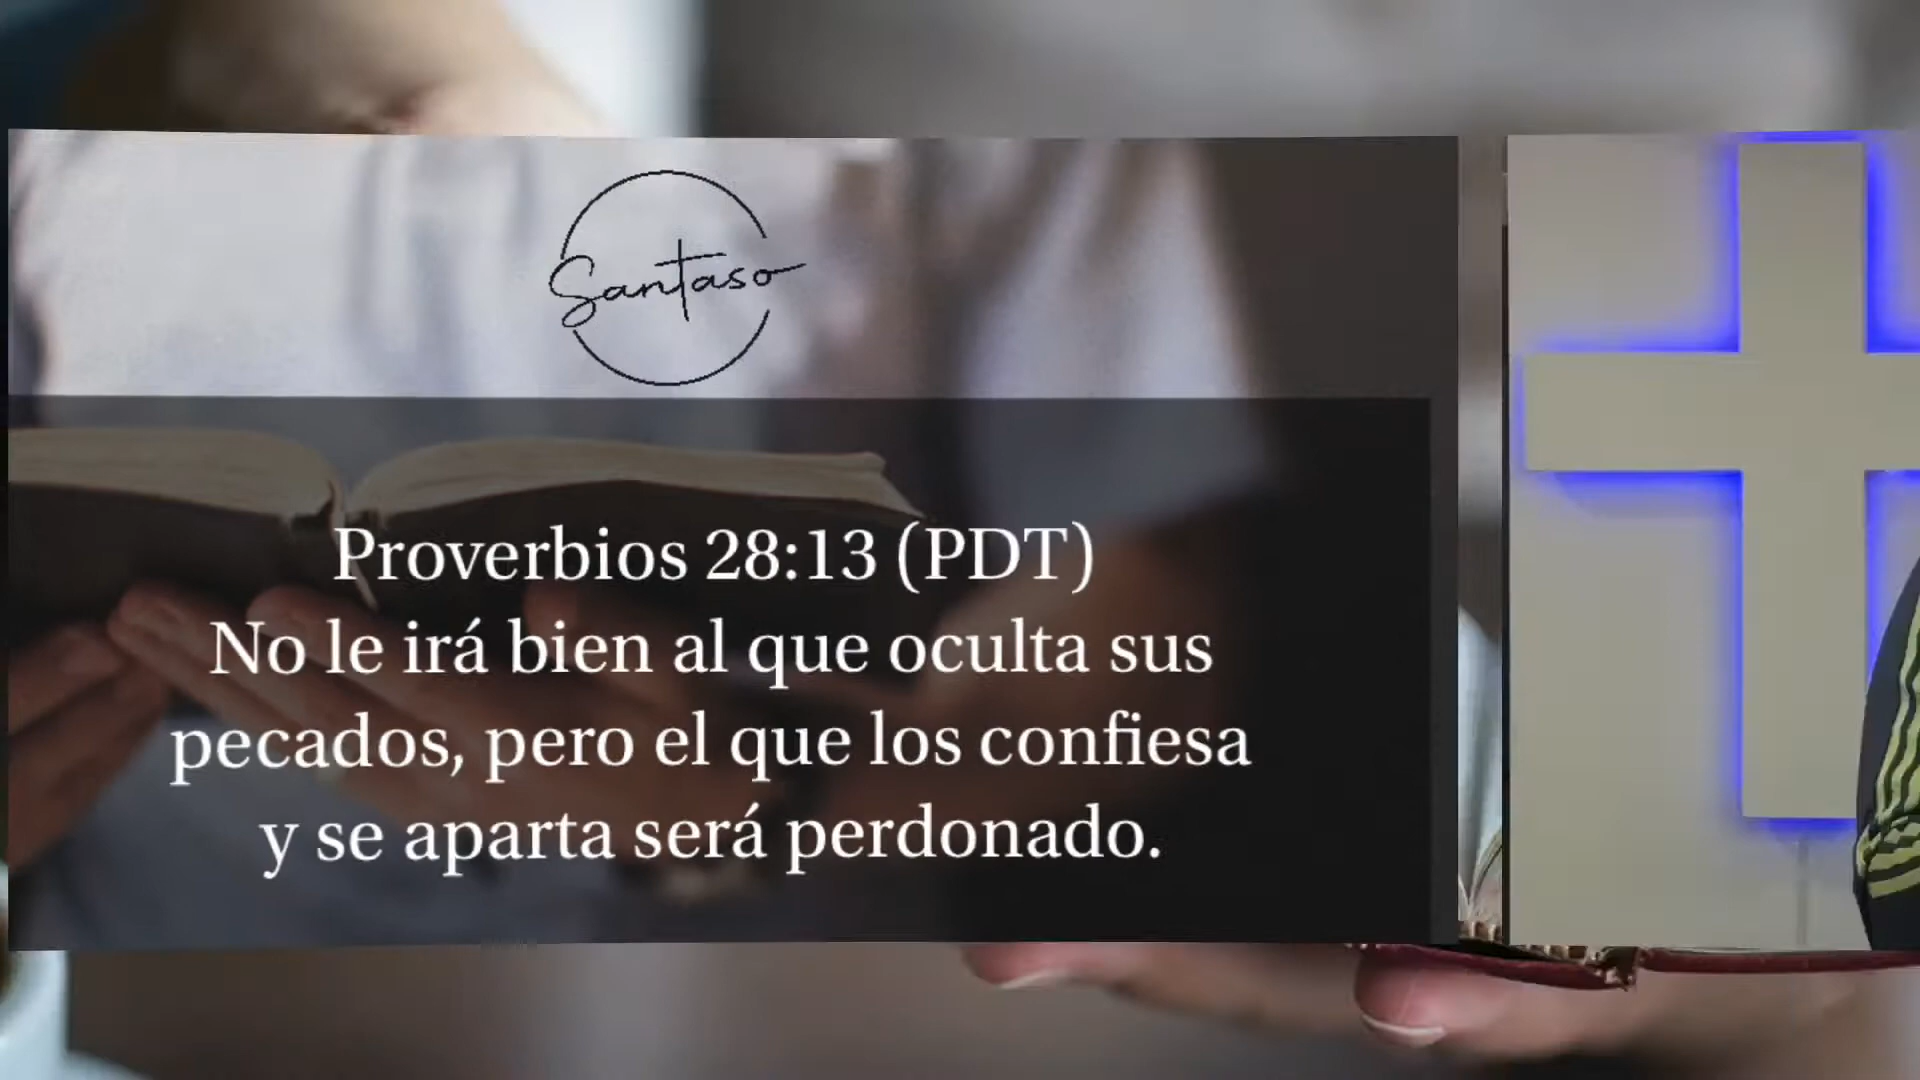 Santaso
Proverbios 28:13 (PDT)
No le irá bien al que oculta sus
pecados, pero el que los confiesa
y se aparta será perdonado.